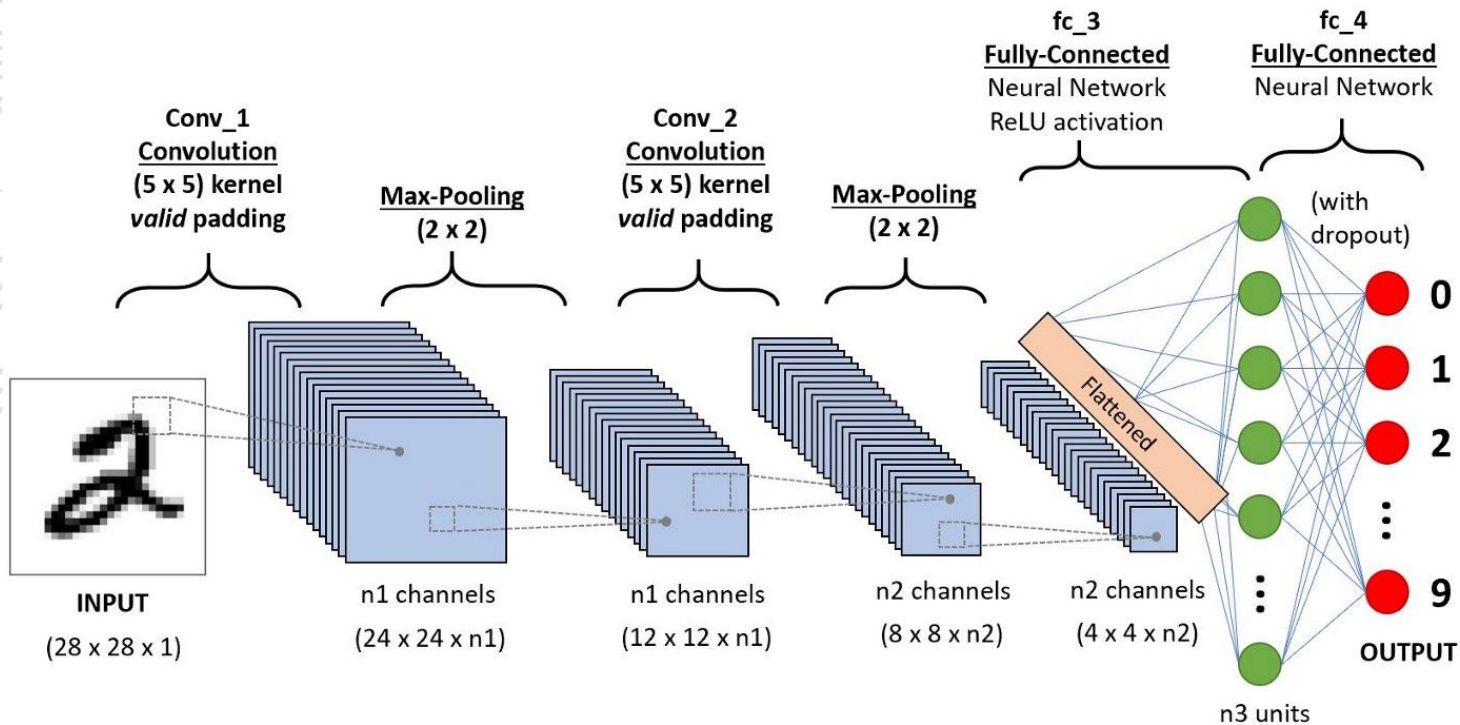 Conv_1
Convolution
(5 x 5) kernel
valid padding
Max-Pooling
(2 x 2)
Conv_2
Convolution
(5 x 5) kernel
valid padding
Max-Pooling
(2 x 2)
fc_3
Fully-Connected
Neural Network
ReLU activation
fc_4
Fully-Connected
Neural Network
(with
dropout)
Flattened
0
1
2
9
OUTPUT
2
INPUT
(28 x 28 x 1)
n1 channels
(24 x 24 x n1)
n1 channels
(12 x 12 x n1)
n2 channels
(8 x 8 x n2)
n2 channels
(4 x 4 x n2)
n3 units